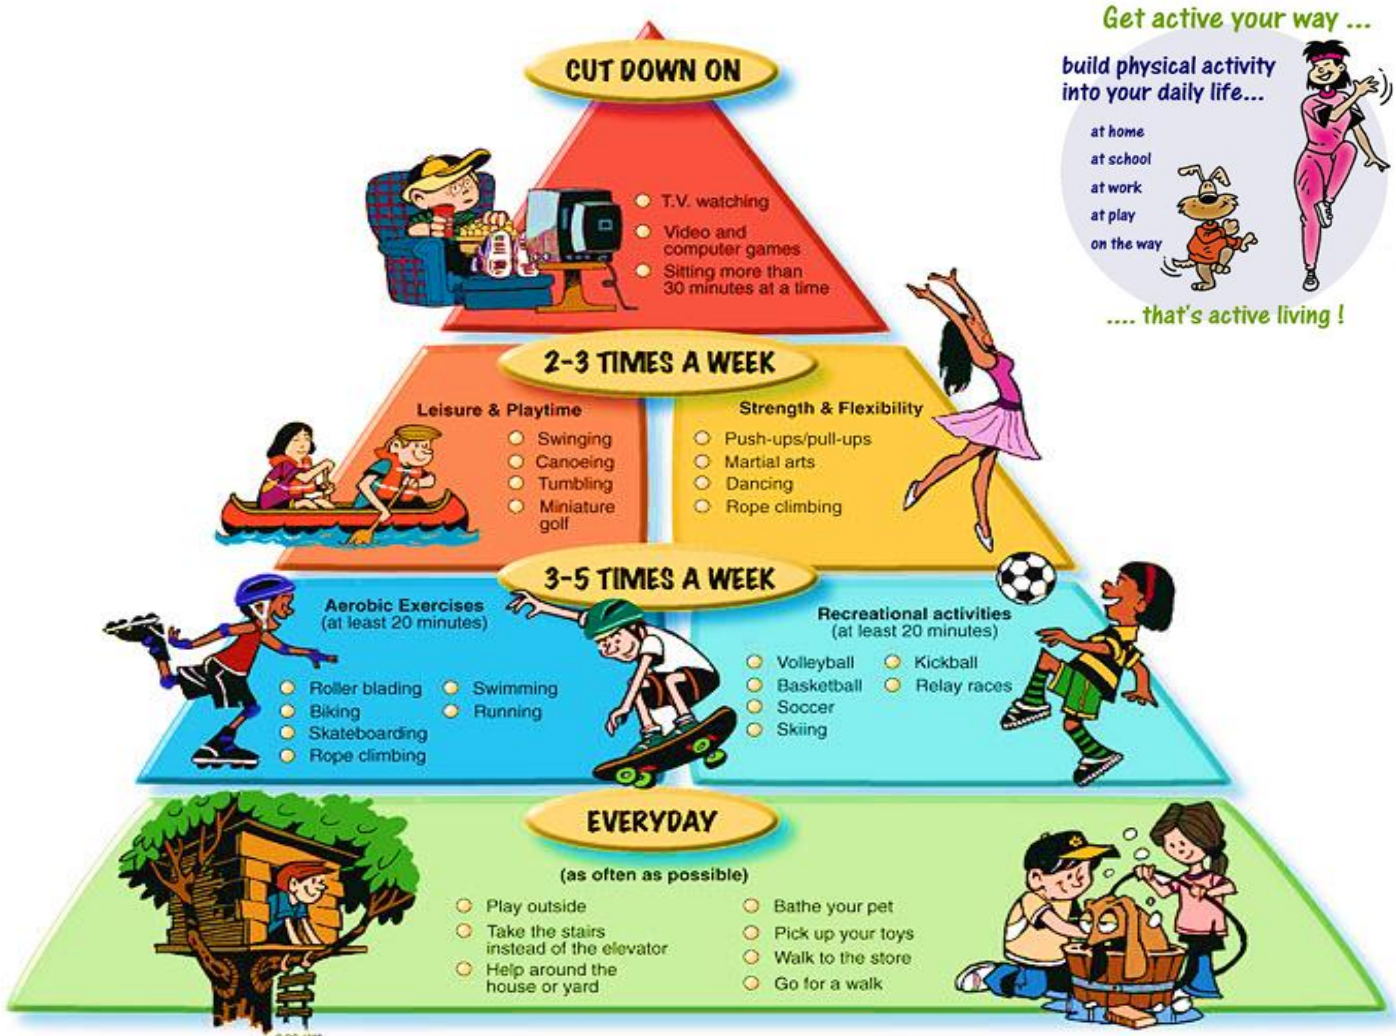 Get active your way ...
build physical activity
into your daily life...
at home
at school
at work
at play
on the way
.... that's active living !
CUT DOWN ON
T.V. watching
Video and
computer games
Sitting more than
30 minutes at a time
2-3 TIMES A WEEK
Leisure & Playtime
Swinging
Canoeing
Tumbling
Miniature
golf
Strength & Flexibility
Push-ups/pull-ups
Martial arts
Dancing
Rope climbing
3-5 TIMES A WEEK
Aerobic Exercises
(at least 20 minutes)
Roller blading
Biking
Skateboarding
Rope climbing
Swimming
Running
Recreational activities
(at least 20 minutes)
Volleyball
Basketball
Soccer
Skiing
Kickball
Relay races
EVERYDAY
(as often as possible)
Play outside
Take the stairs
instead of the elevator
Help around the
house or yard
Bathe your pet
Pick up your toys
Walk to the store
Go for a walk